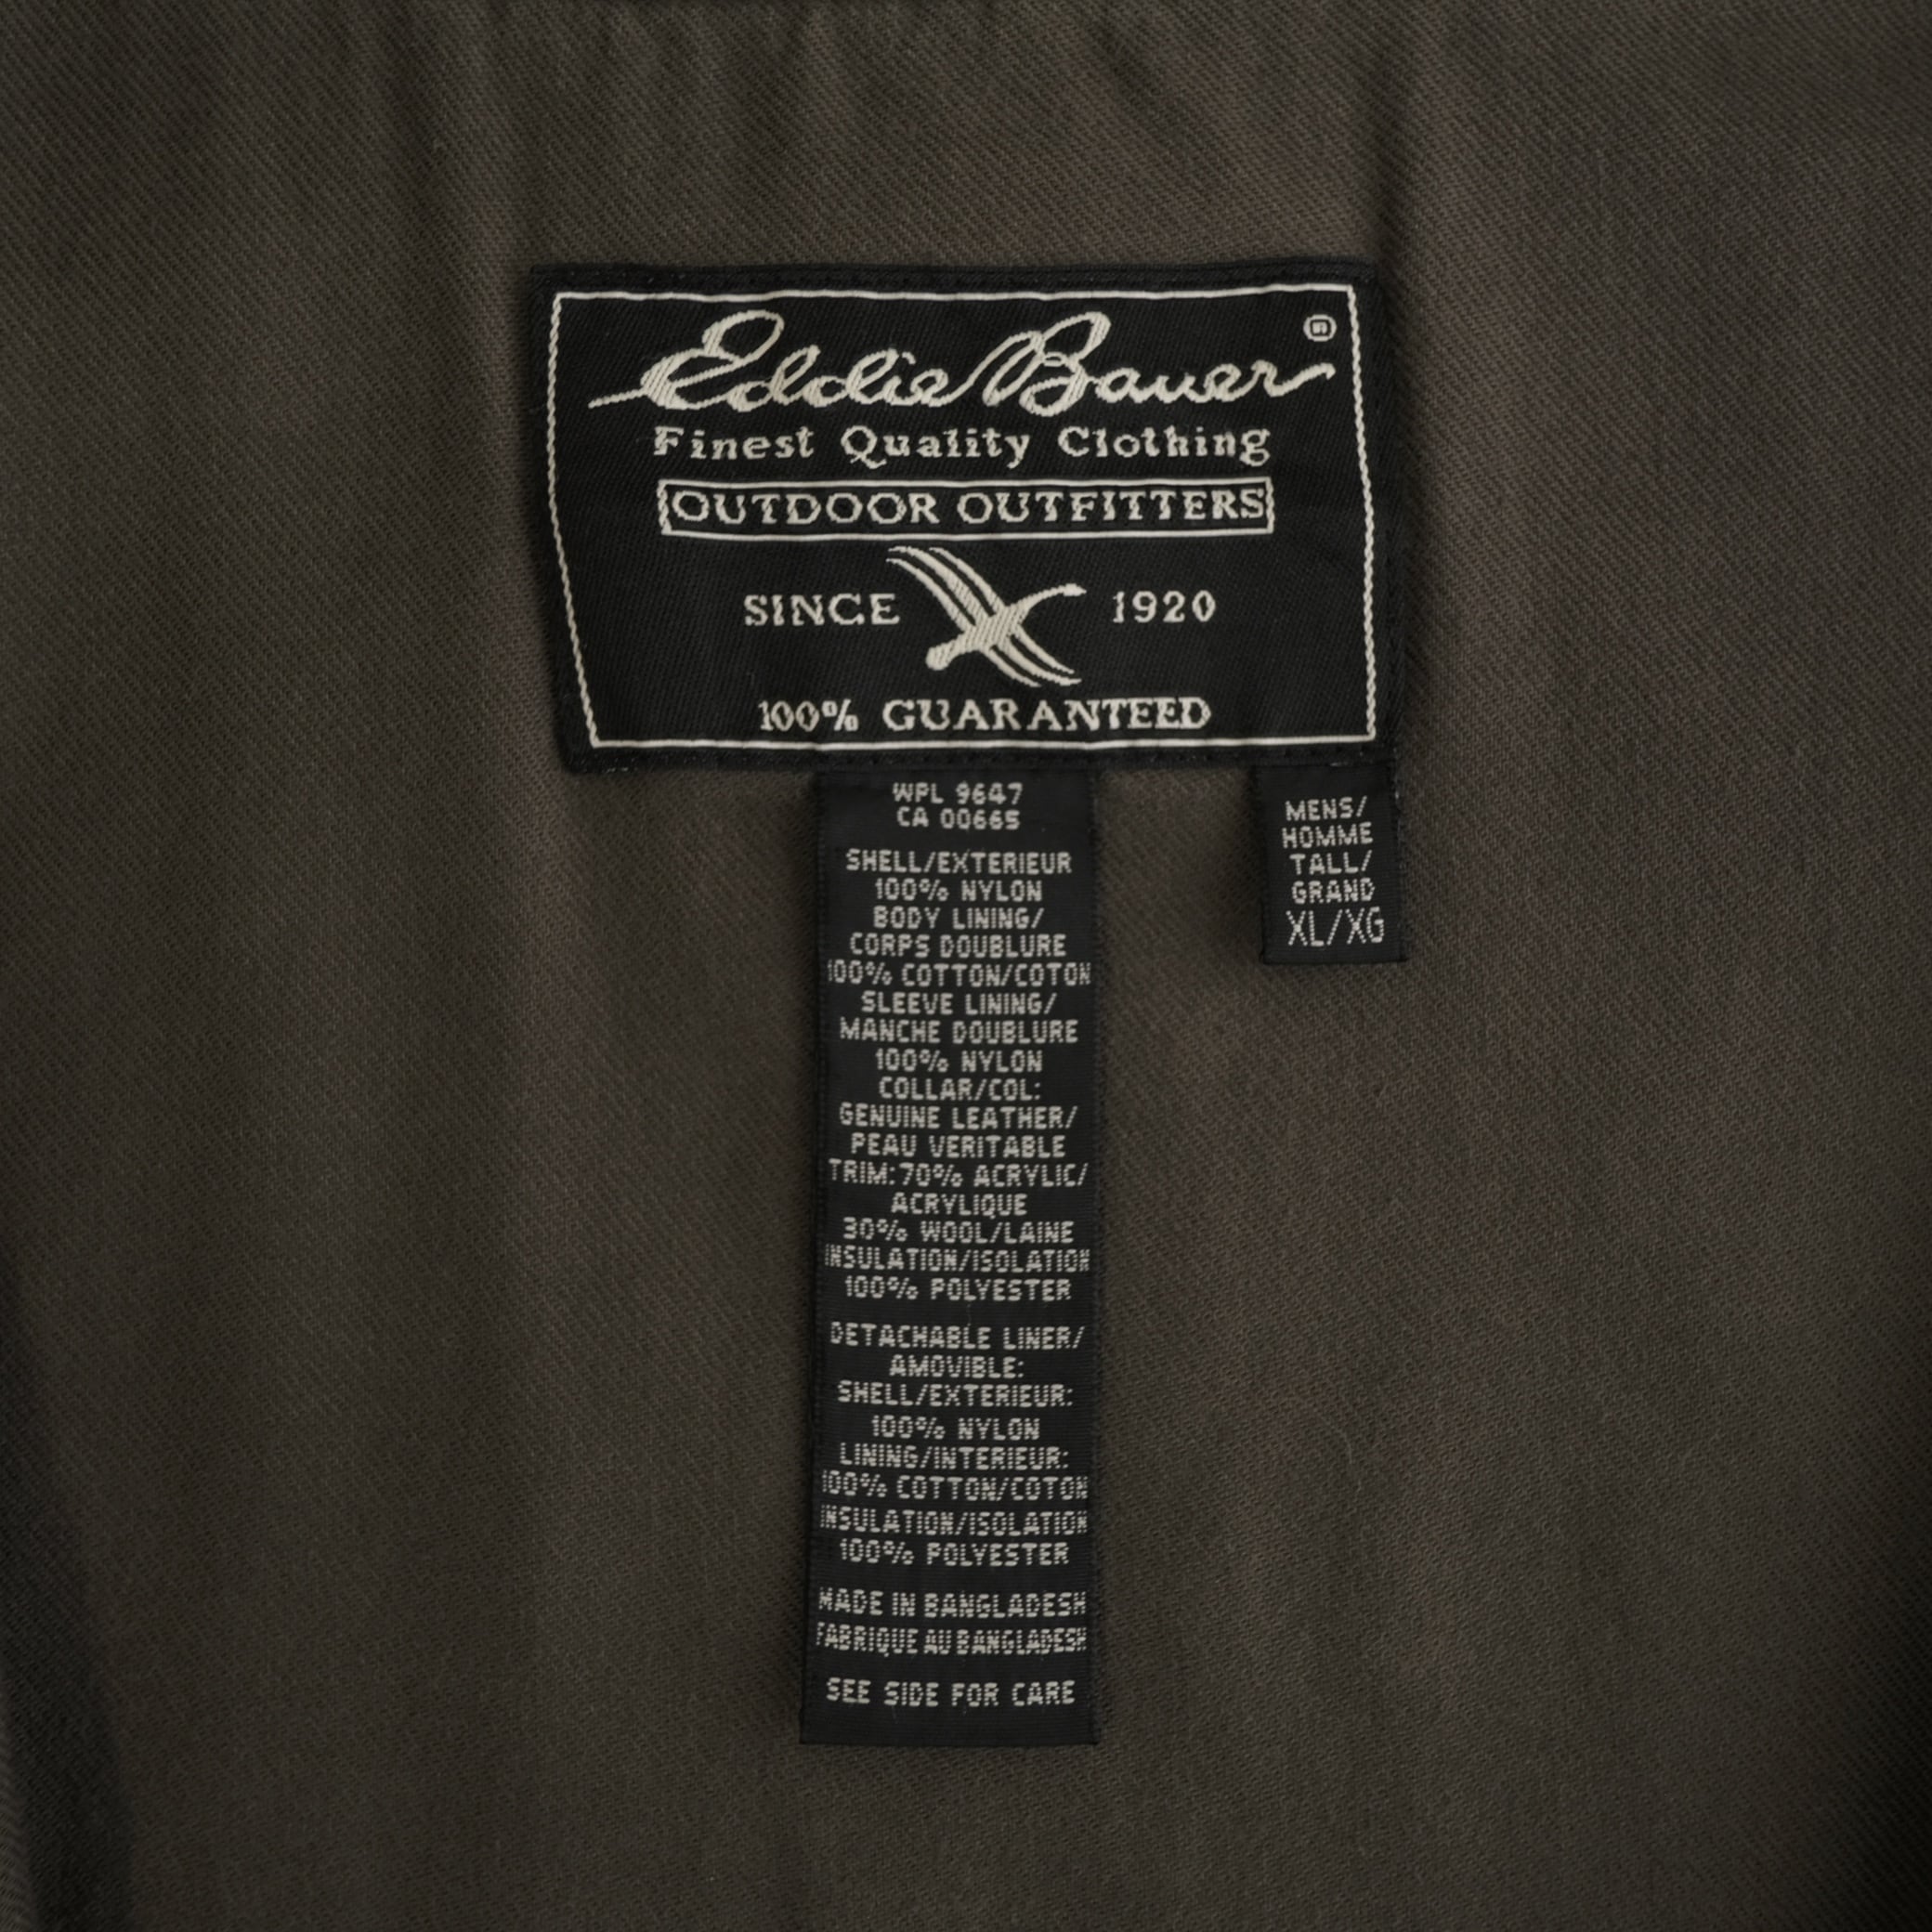 Eddie Bauer®
Finest Quality Clothing
OUTDOOR OUTFITTERS
SINCE 1920
100% GUARANTEED
WPL 9647
CA 00665
SHELL/EXTERIEUR
100% NYLON
BODY LINING/
CORPS DOUBLURE
100% COTTON/COTON
SLEEVE LINING/
MANCHE DOUBLURE
100% NYLON
COLLAR/COL:
GENUINE LEATHER/
PEAU VERITABLE
TRIM:70% ACRYLIC/
ACRYLIQUE
30% WOOL/LAINE
INSULATION/ISOLATION
100% POLYESTER
DETACHABLE LINER/
AMOVIBLE:
SHELL/EXTERIEUR:
100% NYLON
LINING/INTERIEUR:
100% COTTON/COTON
INSULATION/ISOLATION
100% POLYESTER
MADE IN BANGLADESH
FABRIQUE AU BANGLADESH
SEE SIDE FOR CARE
MENS/
HOMME
TALL/
GRAND
XL/XG